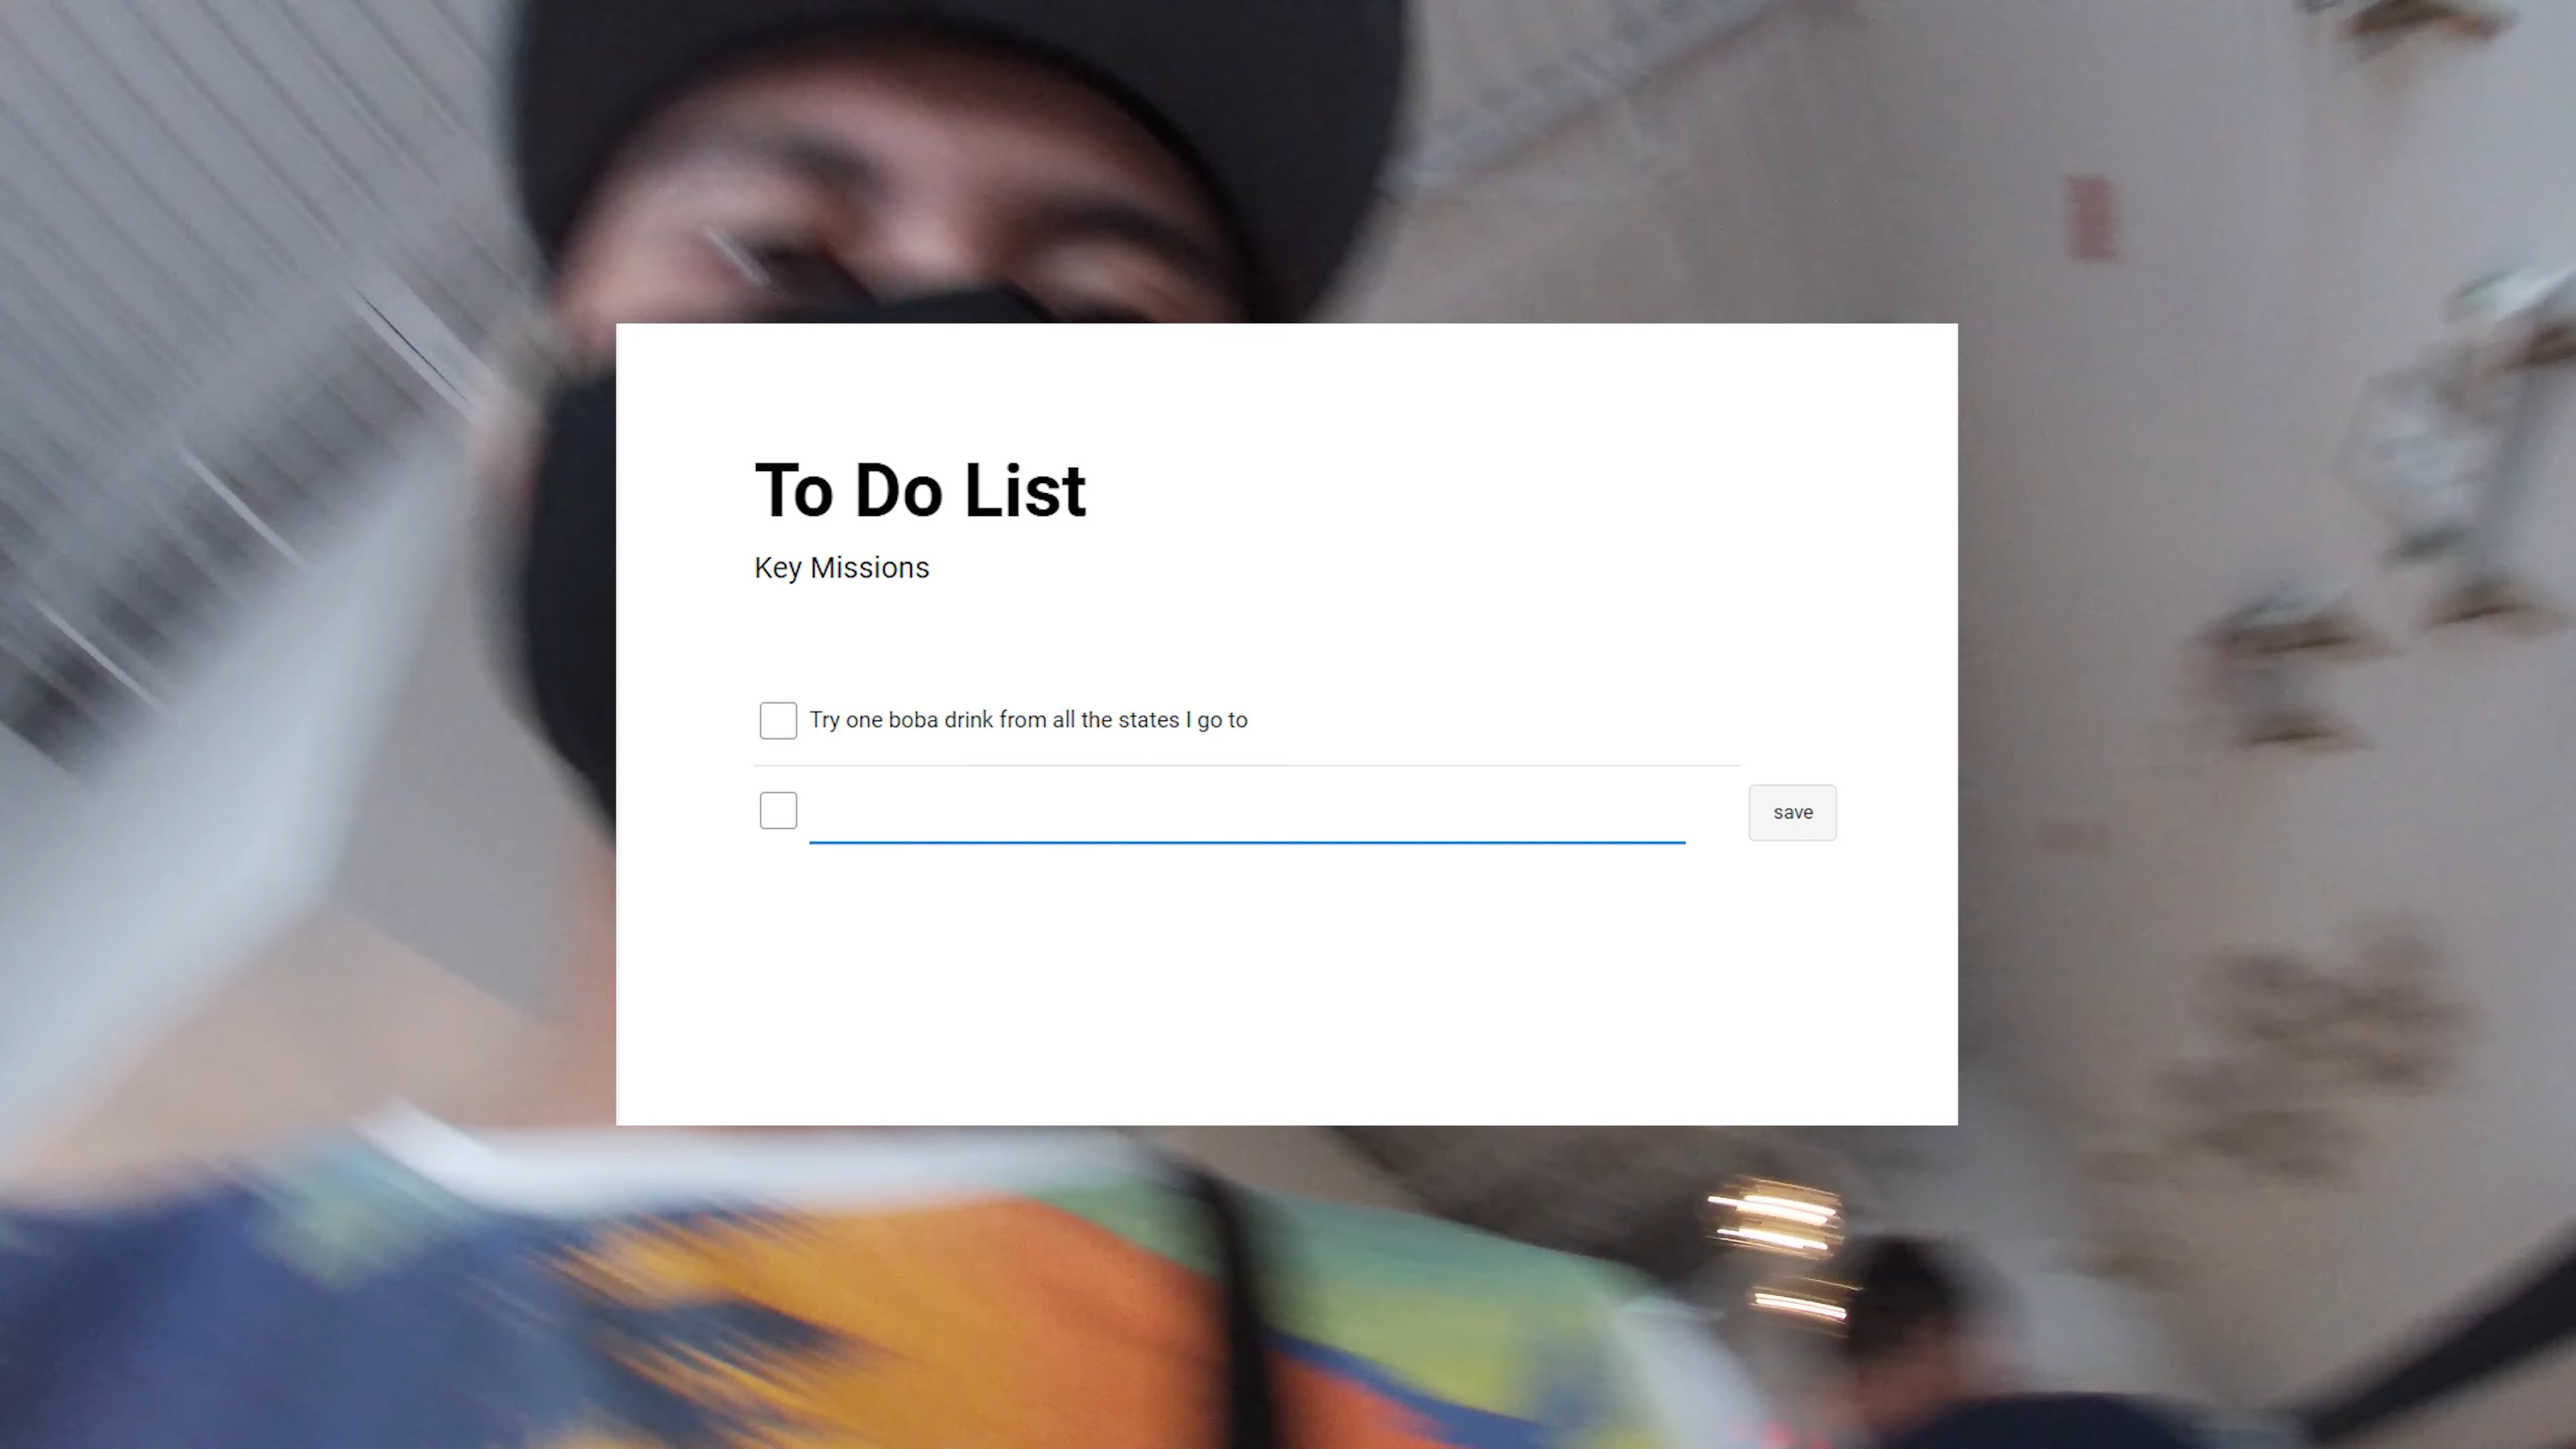 To Do List
Key Missions
Try one boba drink from all the states I go to
save